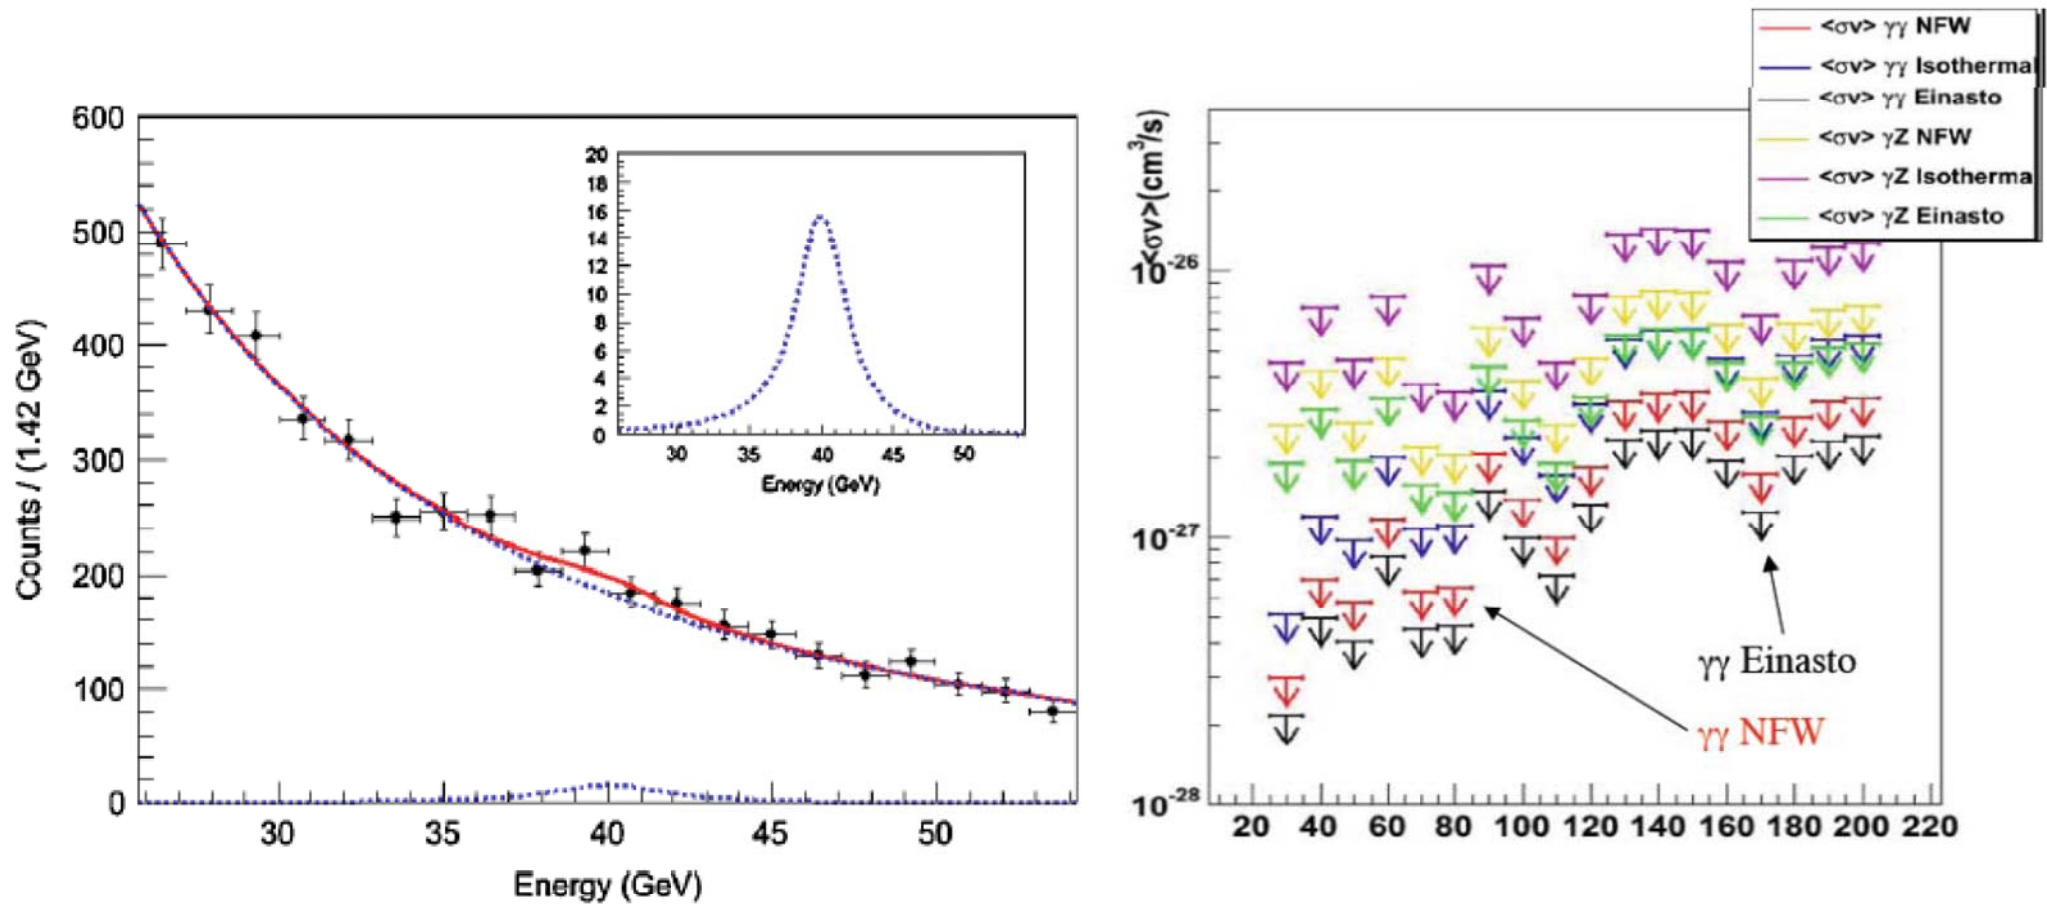 600
500
400
300
200
100
0
Counts / (1.42 GeV)
30 35 40 45 50
Energy (GeV)
20
18
16
14
12
10
8
6
4
2
0
30 35 40 45 50
Energy (GeV)
<σv> γγ NFW
<σv> γγ Isothermal
<σv> γγ Einasto
<σv> γZ NFW
<σv> γZ Isotherma
<σv> γZ Einasto
<σv>(cm³/s)
10⁻²⁶
10⁻²⁷
10⁻²⁸
γγ Einasto
γγ NFW
20 40 60 80 100 120 140 160 180 200 220